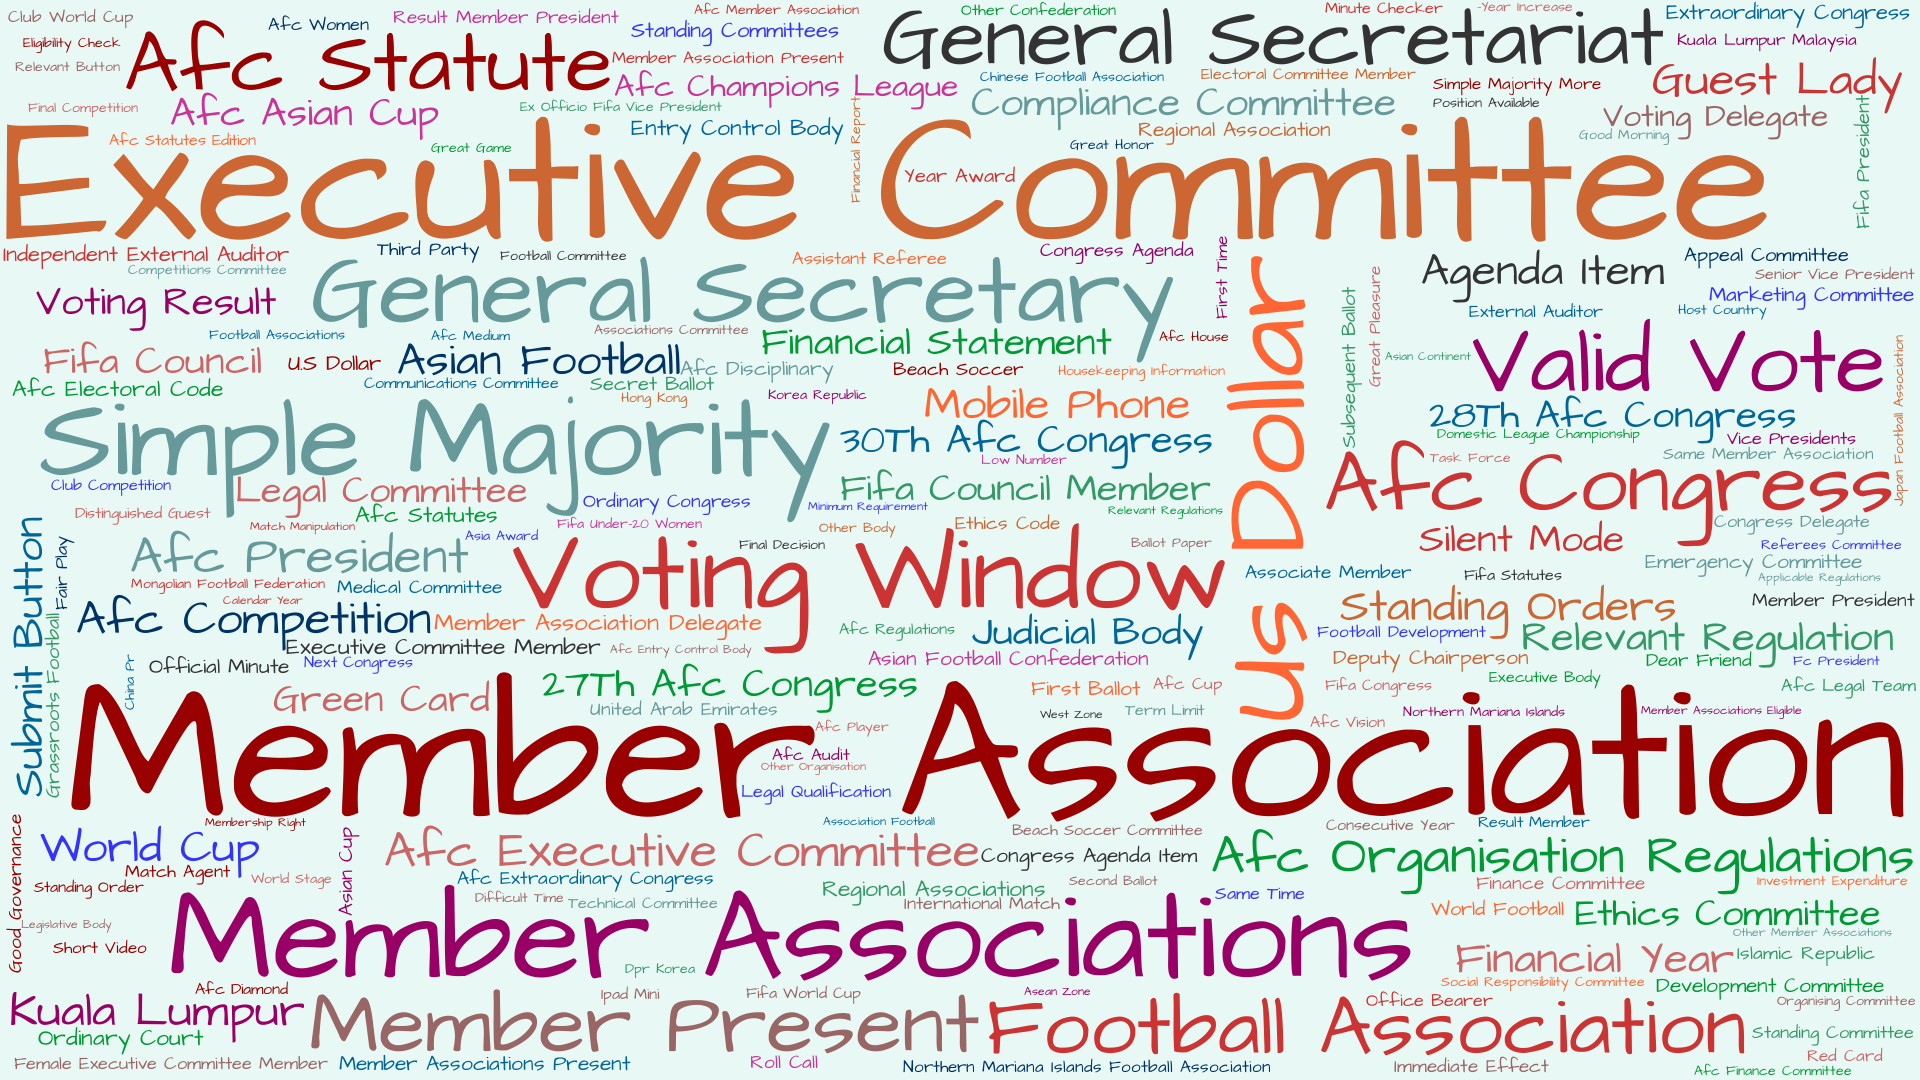 Club World Cup
Afc Women
Result Member President
Afc Member Association
Other Confederation
Minute Checker
-Year Increase
Extraordinary Congress
Eligibility Check
Afc Statute
Standing Committees
General Secretariat
Kuala Lumpur Malaysia
Relevant Button
Member Association Present
Chinese Football Association
Electoral Committee Member
Simple Majority More
Guest Lady
Final Competition
Afc Asian Cup
Afc Champions League
Ex Officio Fifa Vice President
Compliance Committee
Position Available
Voting Delegate
Afc Statutes Edition
Great Game
Entry Control Body
Financial Report
Regional Association
Great Honor
Good Morning
Fifa President
Executive Committee
Year Award
Independent External Auditor
Third Party
Football Committee
Assistant Referee
Congress Agenda
First Time
Appeal Committee
Competitions Committee
General Secretary
Agenda Item
Senior Vice President
Voting Result
Marketing Committee
External Auditor
Host Country
Football Associations
Afc Medium
Associations Committee
Financial Statement
Afc House
Us Dollar
Subsequent Ballot
Great Pleasure
Asian Continent
Valid Vote
Japan Football Association
Fifa Council
U.S Dollar
Asian Football
Afc Disciplinary
Beach Soccer
Housekeeping Information
Afc Electoral Code
Communications Committee
Secret Ballot
Hong Kong
Korea Republic
Mobile Phone
28Th Afc Congress
Simple Majority
30Th Afc Congress
Low Number
Domestic League Championship
Vice Presidents
Task Force
Same Member Association
Club Competition
Legal Committee
Ordinary Congress
Fifa Council Member
Afc Congress
Minimum Requirement
Relevant Regulations
Distinguished Guest
Match Manipulation
Afc Statutes
Asia Award
Fifa Under-20 Women
Other Body
Ethics Code
Congress Delegate
Submit Button
Fair Play
Afc President
Voting Window
Final Decision
Ballot Paper
Silent Mode
Referees Committee
Emergency Committee
Mongolian Football Federation
Medical Committee
Associate Member
Fifa Statutes
Applicable Regulations
Calendar Year
Standing Orders
Member President
Afc Competition
Member Association Delegate
Afc Regulations
Judicial Body
Football Development
Relevant Regulation
Grassroots Football
Executive Committee Member
Afc Entry Control Body
Asian Football Confederation
Deputy Chairperson
Dear Friend
Fc President
China Pr
Official Minute
Next Congress
27Th Afc Congress
First Ballot
Afc Cup
Fifa Congress
Executive Body
Afc Legal Team
Green Card
United Arab Emirates
West Zone
Term Limit
Afc Vision
Northern Mariana Islands
Member Associations Eligible
Member Association
Afc Player
Afc Audit
Other Organisation
Legal Qualification
Good Governance
Membership Right
Association Football
Beach Soccer Committee
Consecutive Year
Result Member
World Cup
Asian Cup
Afc Executive Committee
Congress Agenda Item
Afc Organisation Regulations
Match Agent
World Stage
Afc Extraordinary Congress
Standing Order
Regional Associations
Second Ballot
Same Time
Finance Committee
Investment Expenditure
Difficult Time
Technical Committee
International Match
World Football
Ethics Committee
Legislative Body
Member Associations
Other Member Associations
Short Video
Dpr Korea
Financial Year
Islamic Republic
Afc Diamond
Ipad Mini
Fifa World Cup
Asean Zone
Social Responsibility Committee
Development Committee
Kuala Lumpur
Member Present
Football Association
Office Bearer
Organising Committee
Ordinary Court
Standing Committee
Female Executive Committee Member
Member Associations Present
Roll Call
Northern Mariana Islands Football Association
Immediate Effect
Red Card
Afc Finance Committee